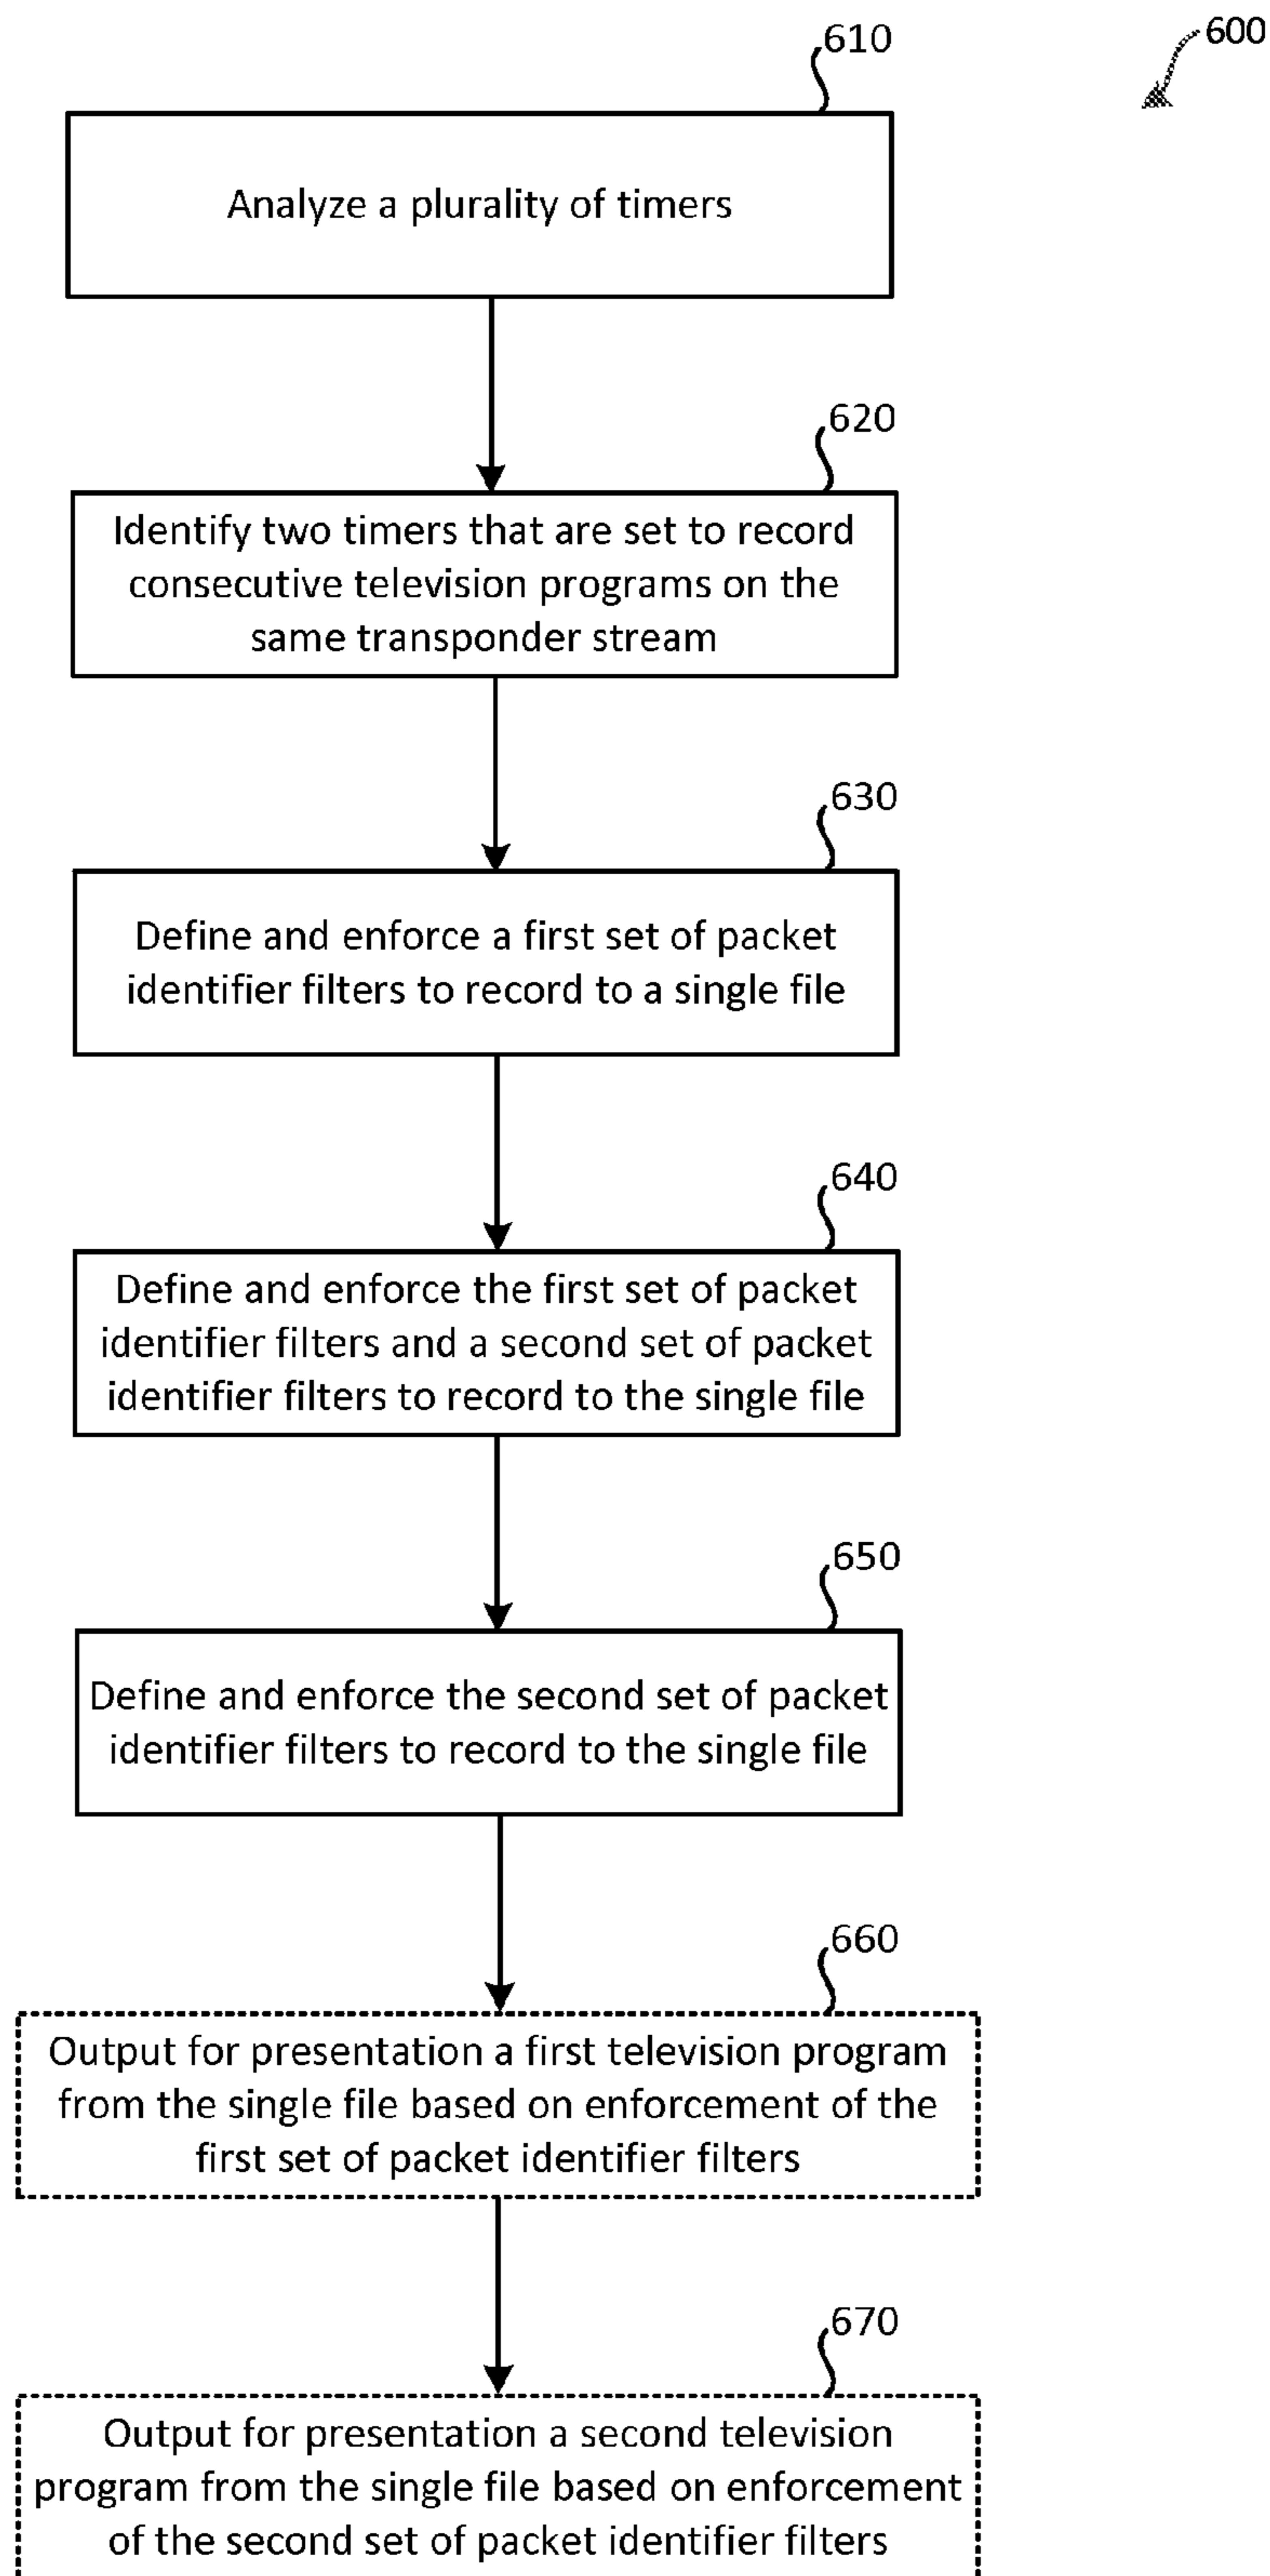 610
600
Analyze a plurality of timers
620
Identify two timers that are set to record
consecutive television programs on the
same transponder stream
630
Define and enforce a first set of packet
identifier filters to record to a single file
640
Define and enforce the first set of packet
identifier filters and a second set of packet
identifier filters to record to the single file
650
Define and enforce the second set of packet
identifier filters to record to the single file
660
Output for presentation a first television program
from the single file based on enforcement of the
first set of packet identifier filters
670
Output for presentation a second television
program from the single file based on enforcement
of the second set of packet identifier filters